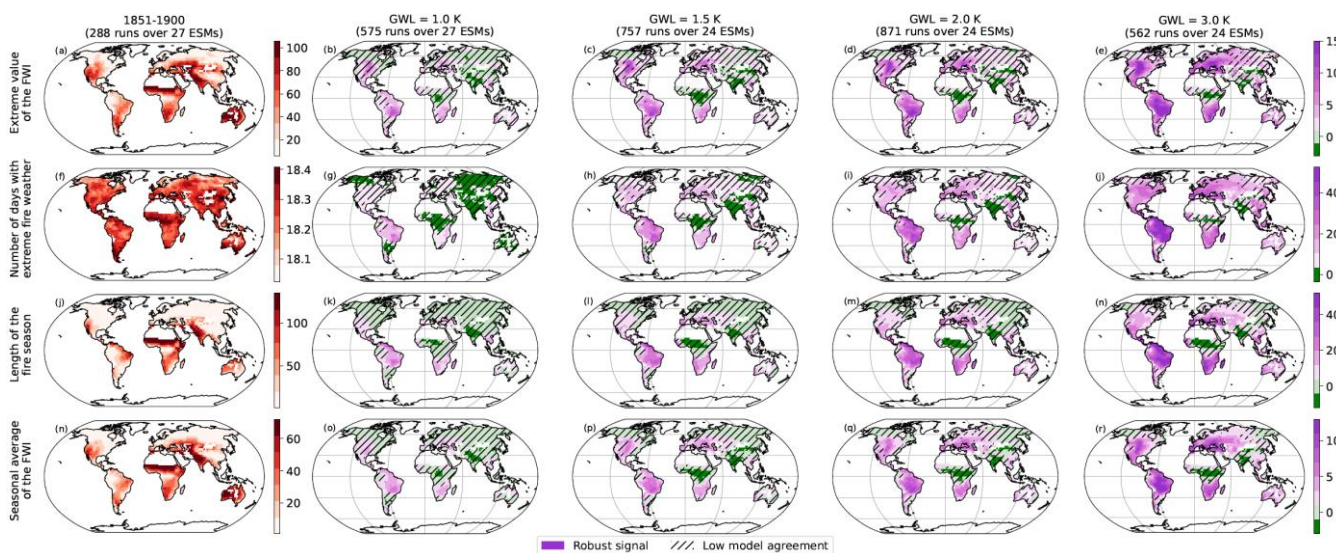 1851-1900
(288 runs over 27 ESMs)
GWL = 1.0 K
(575 runs over 27 ESMs)
GWL = 1.5 K
(757 runs over 24 ESMs)
GWL = 2.0 K
(871 runs over 24 ESMs)
GWL = 3.0 K
(562 runs over 24 ESMs)
Extreme value
of the FWI
(a)
100
80
60
40
20
(b)
(c)
(d)
(e)
15
10
5
0
Number of days with
extreme fire weather
(f)
18.4
18.3
18.2
18.1
(g)
(h)
(i)
(j)
40
20
0
Length of the
fire season
(j)
100
50
(k)
(l)
(m)
(n)
40
20
0
Seasonal average
of the FWI
(n)
60
40
20
(o)
(p)
(q)
(r)
10
5
0
Robust signal
Low model agreement